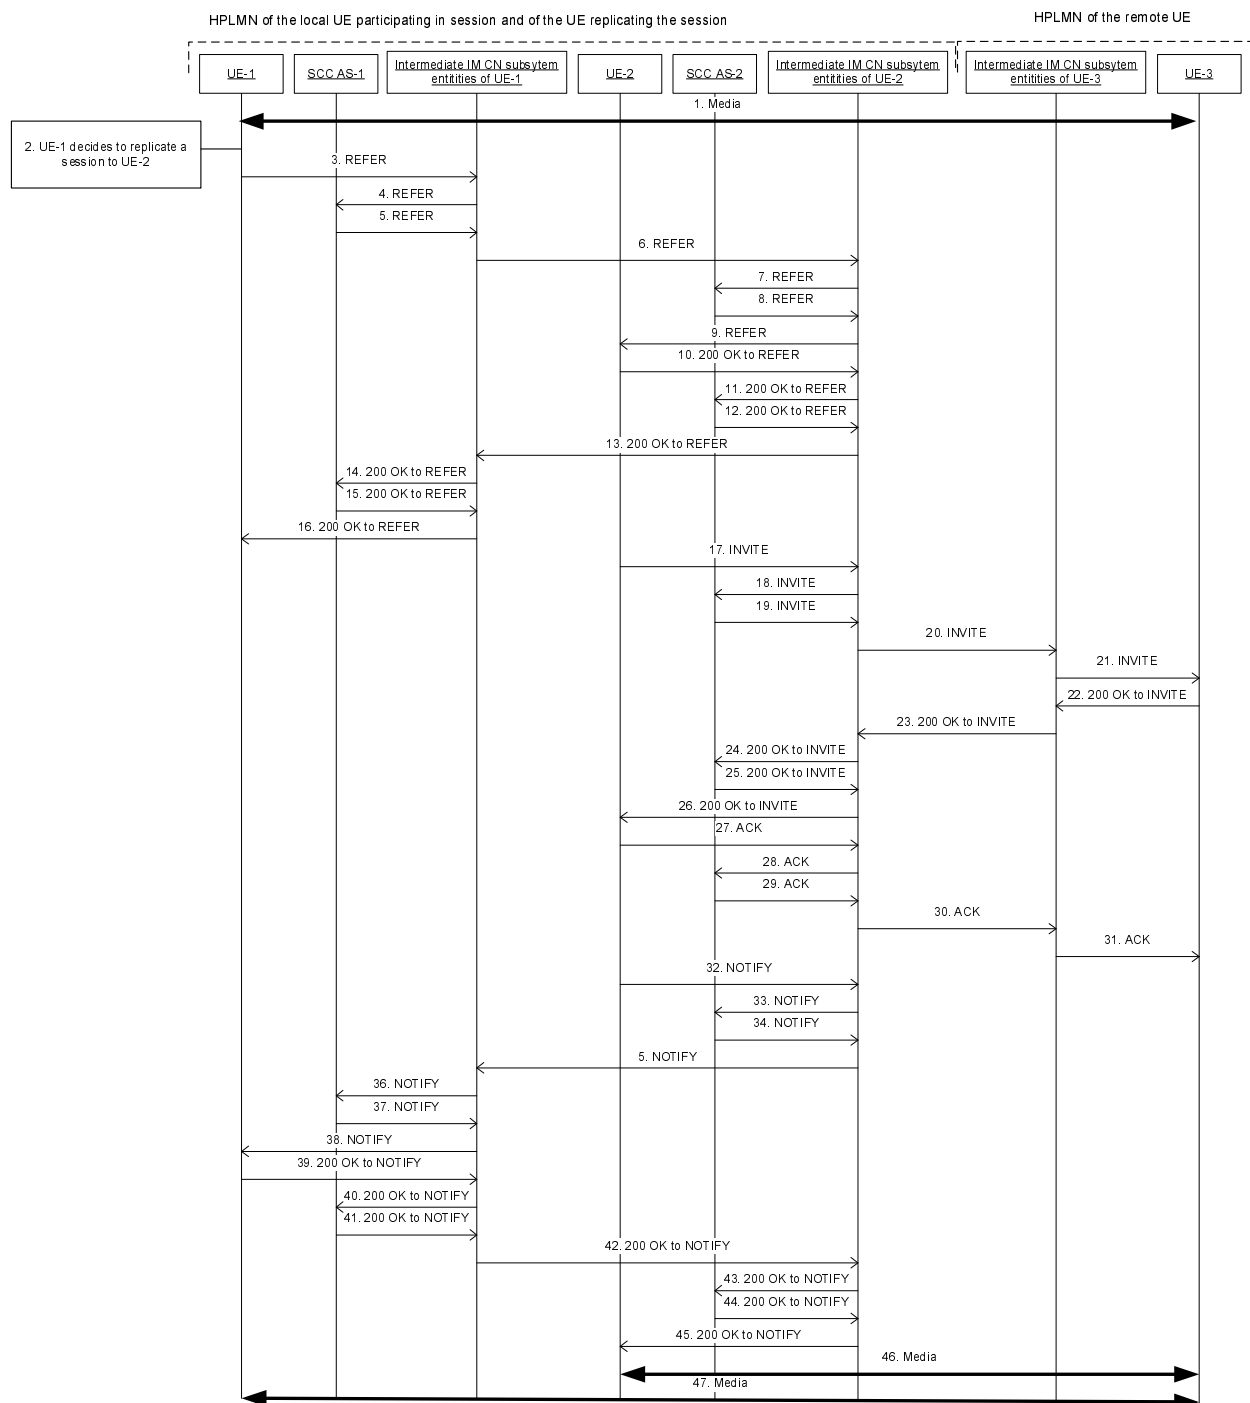 HPLMN of the local UE participating in session and of the UE replicating the session
HPLMN of the remote UE
UE-1
SCC AS-1
Intermediate IM CN subsytem
entitities of UE-1
UE-2
SCC AS-2
Intermediate IM CN subsytem
entitities of UE-2
Intermediate IM CN subsytem
entitities of UE-3
UE-3
1. Media
2. UE-1 decides to replicate a
session to UE-2
3. REFER
4. REFER
5. REFER
6. REFER
7. REFER
8. REFER
9. REFER
10. 200 OK to REFER
11. 200 OK to REFER
12. 200 OK to REFER
13. 200 OK to REFER
14. 200 OK to REFER
15. 200 OK to REFER
16. 200 OK to REFER
17. INVITE
18. INVITE
19. INVITE
20. INVITE
21. INVITE
22. 200 OK to INVITE
23. 200 OK to INVITE
24. 200 OK to INVITE
25. 200 OK to INVITE
26. 200 OK to INVITE
27. ACK
28. ACK
29. ACK
30. ACK
31. ACK
32. NOTIFY
33. NOTIFY
34. NOTIFY
5. NOTIFY
36. NOTIFY
37. NOTIFY
38. NOTIFY
39. 200 OK to NOTIFY
40. 200 OK to NOTIFY
41. 200 OK to NOTIFY
42. 200 OK to NOTIFY
43. 200 OK to NOTIFY
44. 200 OK to NOTIFY
45. 200 OK to NOTIFY
46. Media
47. Media